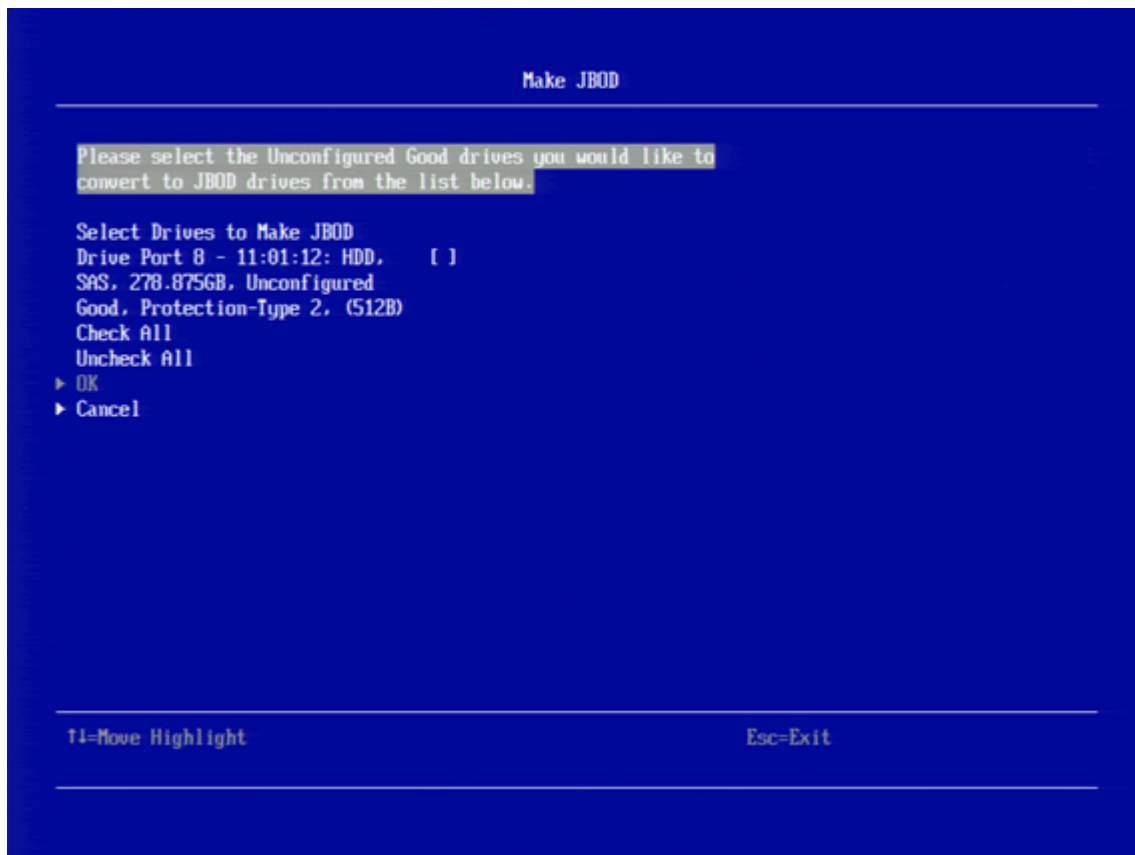 Make JBOD
Please select the Unconfigured Good drives you would like to
convert to JBOD drives from the list below.
Select Drives to Make JBOD
Drive Port 8 - 11:01:12: HDD, [ ]
SAS, 278.875GB, Unconfigured
Good, Protection-Type 2, (512B)
Check All
Uncheck All
▶ OK
▶ Cancel
↑↓=Move Highlight Esc=Exit